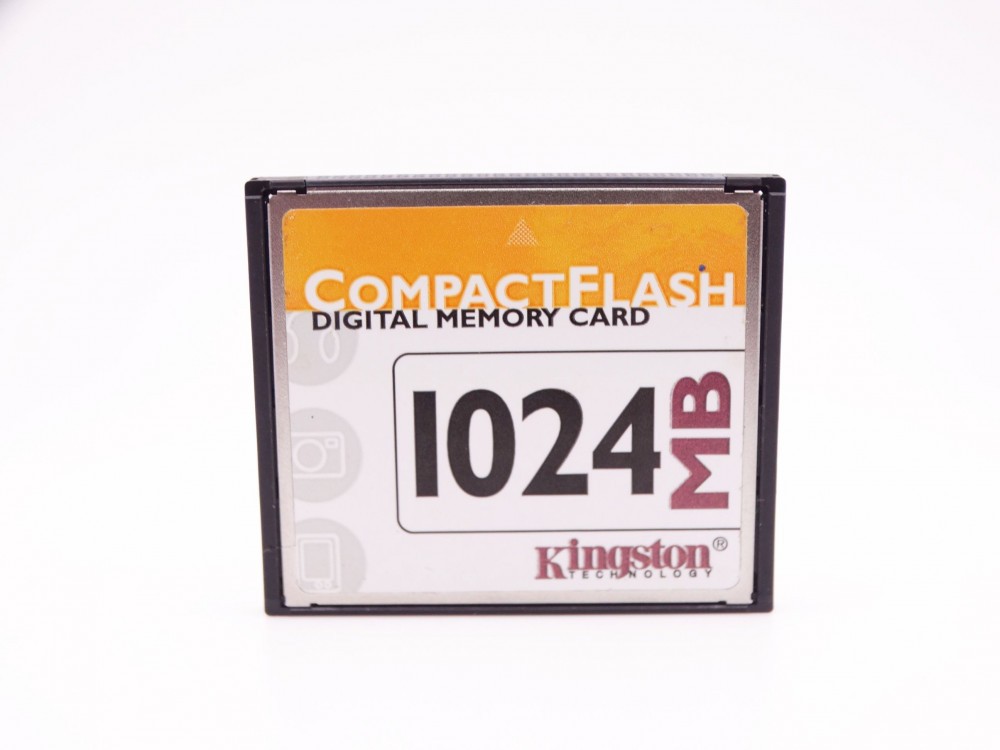 COMPACTFLASH
DIGITAL MEMORY CARD
1024 MB
Kingston®
TECHNOLOGY